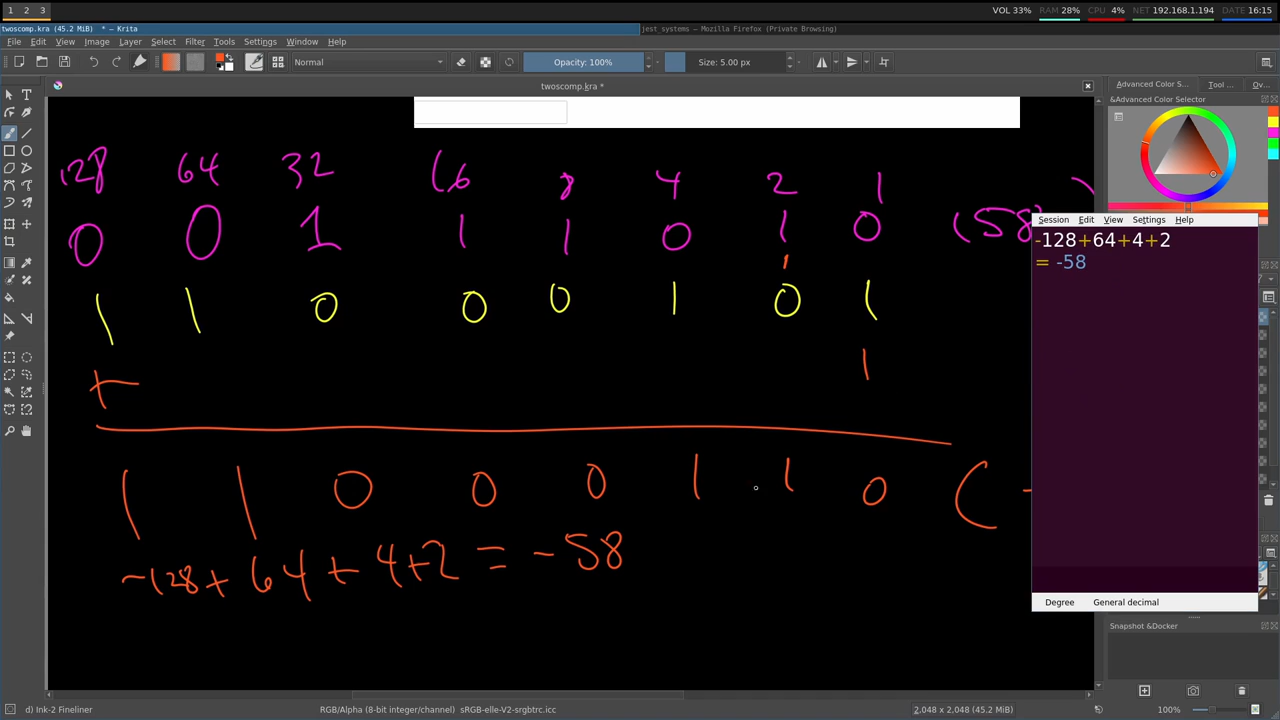 1 2 3 VOL 33% RAM 28% CPU 4% NET 192.168.1.194 DATE 16:15
twoscomp.kra (45.2 MiB) * – Krita jest_systems — Mozilla Firefox (Private Browsing)
File Edit View Image Layer Select Filter Tools Settings Window Help
Normal Opacity: 100% Size: 5.00 px
twoscomp.kra *
Advanced Color S... Tool ... Ov...
&Advanced Color Selector
128 64 32 16 8 4 2 1
0 0 1 1 1 0 1 0 (58)
1
1 1 0 0 0 1 0 1
1
+
1 1 0 0 0 1 1 0 ( -
-128+ 64 + 4+2 = -58
Session Edit View Settings Help
-128+64+4+2
= -58
Degree General decimal
Snapshot &Docker
d) Ink-2 Fineliner RGB/Alpha (8-bit integer/channel) sRGB-elle-V2-srgbtrc.icc 2,048 x 2,048 (45.2 MiB) 100%